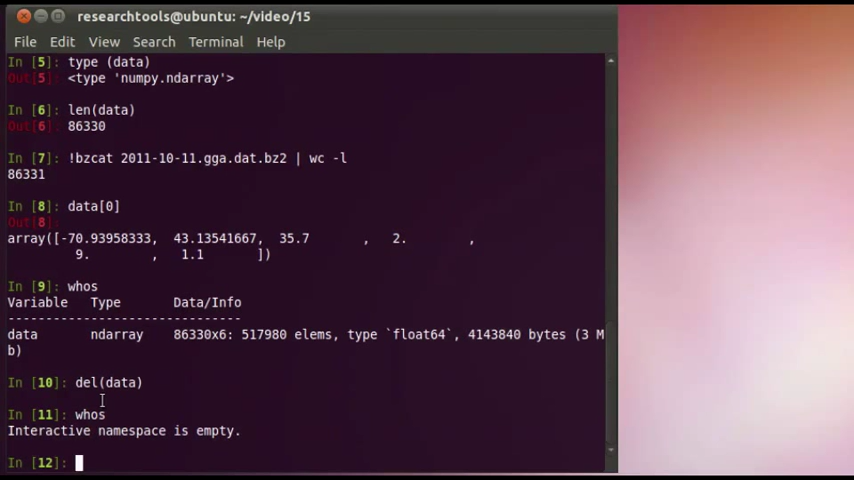 researchtools@ubuntu: ~/video/15
File Edit View Search Terminal Help
In [5]: type (data)
Out[5]: <type 'numpy.ndarray'>
In [6]: len(data)
Out[6]: 86330
In [7]: !bzcat 2011-10-11.gga.dat.bz2 | wc -l
86331
In [8]: data[0]
Out[8]:
array([-70.93958333, 43.13541667, 35.7 , 2. ,
9. , 1.1 ])
In [9]: whos
Variable Type Data/Info
-------------------------------
data ndarray 86330x6: 517980 elems, type `float64`, 4143840 bytes (3 M
b)
In [10]: del(data)
In [11]: whos
Interactive namespace is empty.
In [12]: